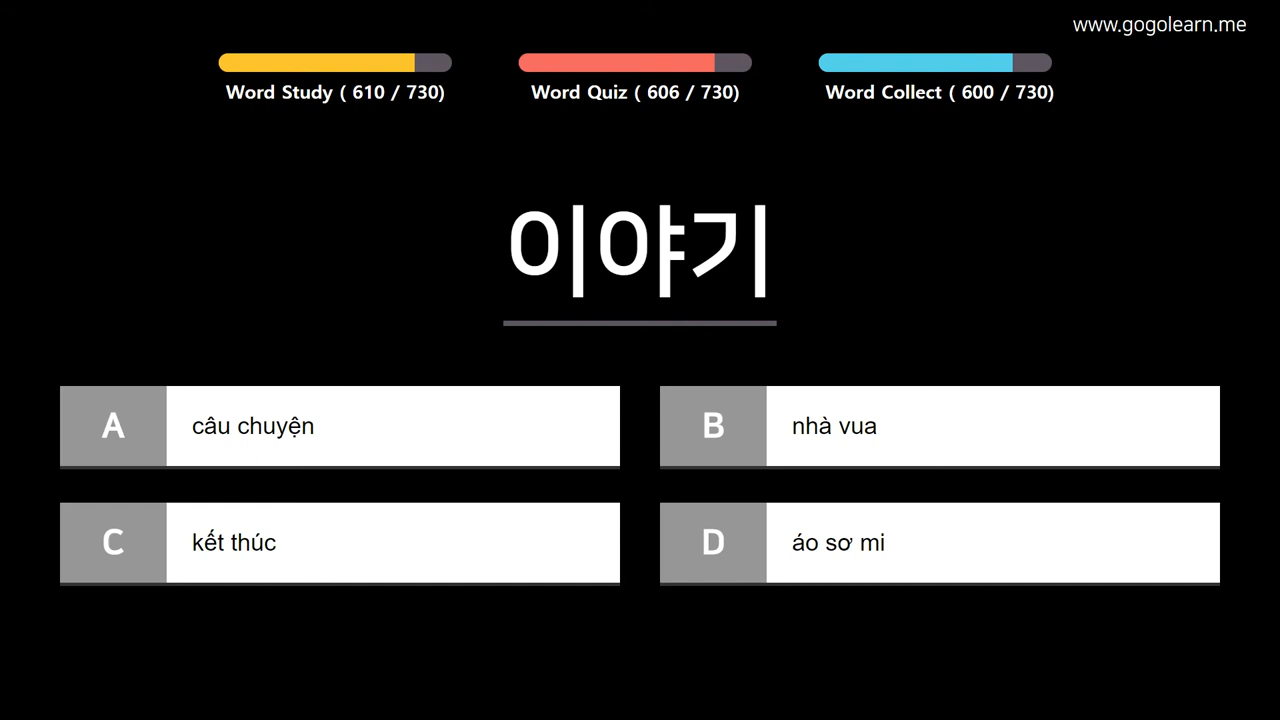 www.gogolearn.me
Word Study ( 610 / 730)
Word Quiz ( 606 / 730)
Word Collect ( 600 / 730)
이야기
A câu chuyện
B nhà vua
C kết thúc
D áo sơ mi